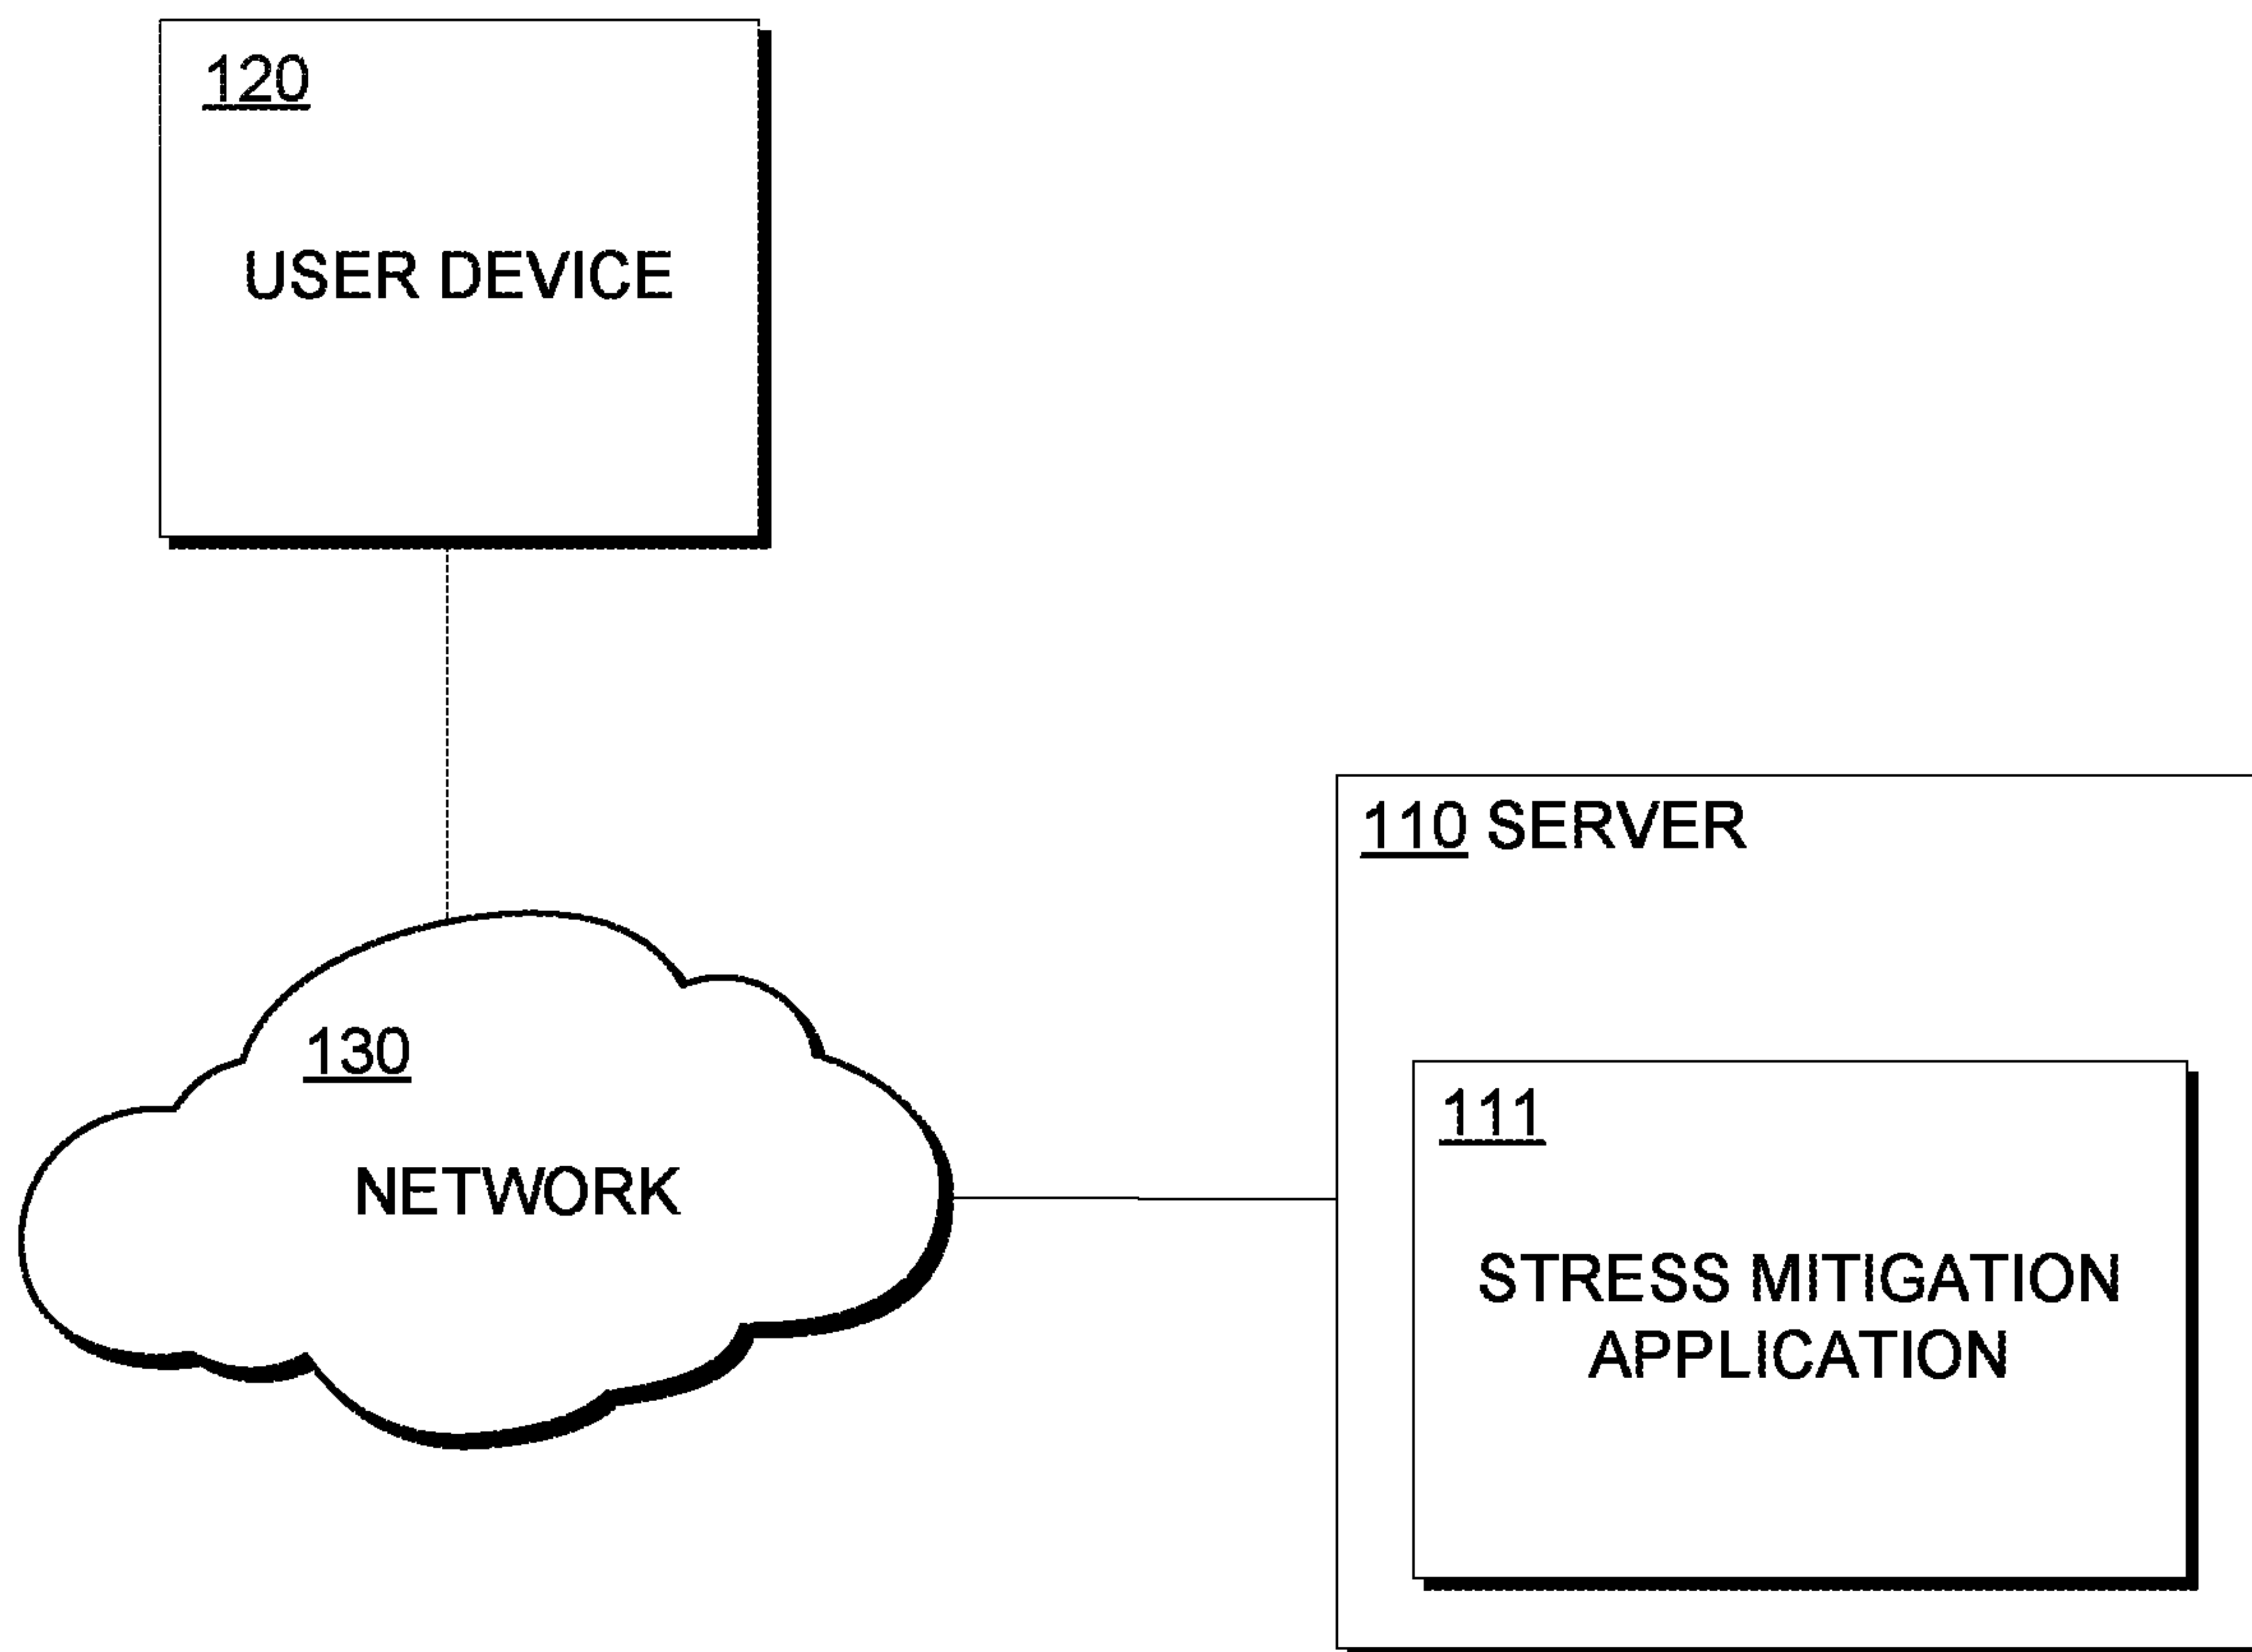 120
USER DEVICE
130
NETWORK
110 SERVER
111
STRESS MITIGATION
APPLICATION